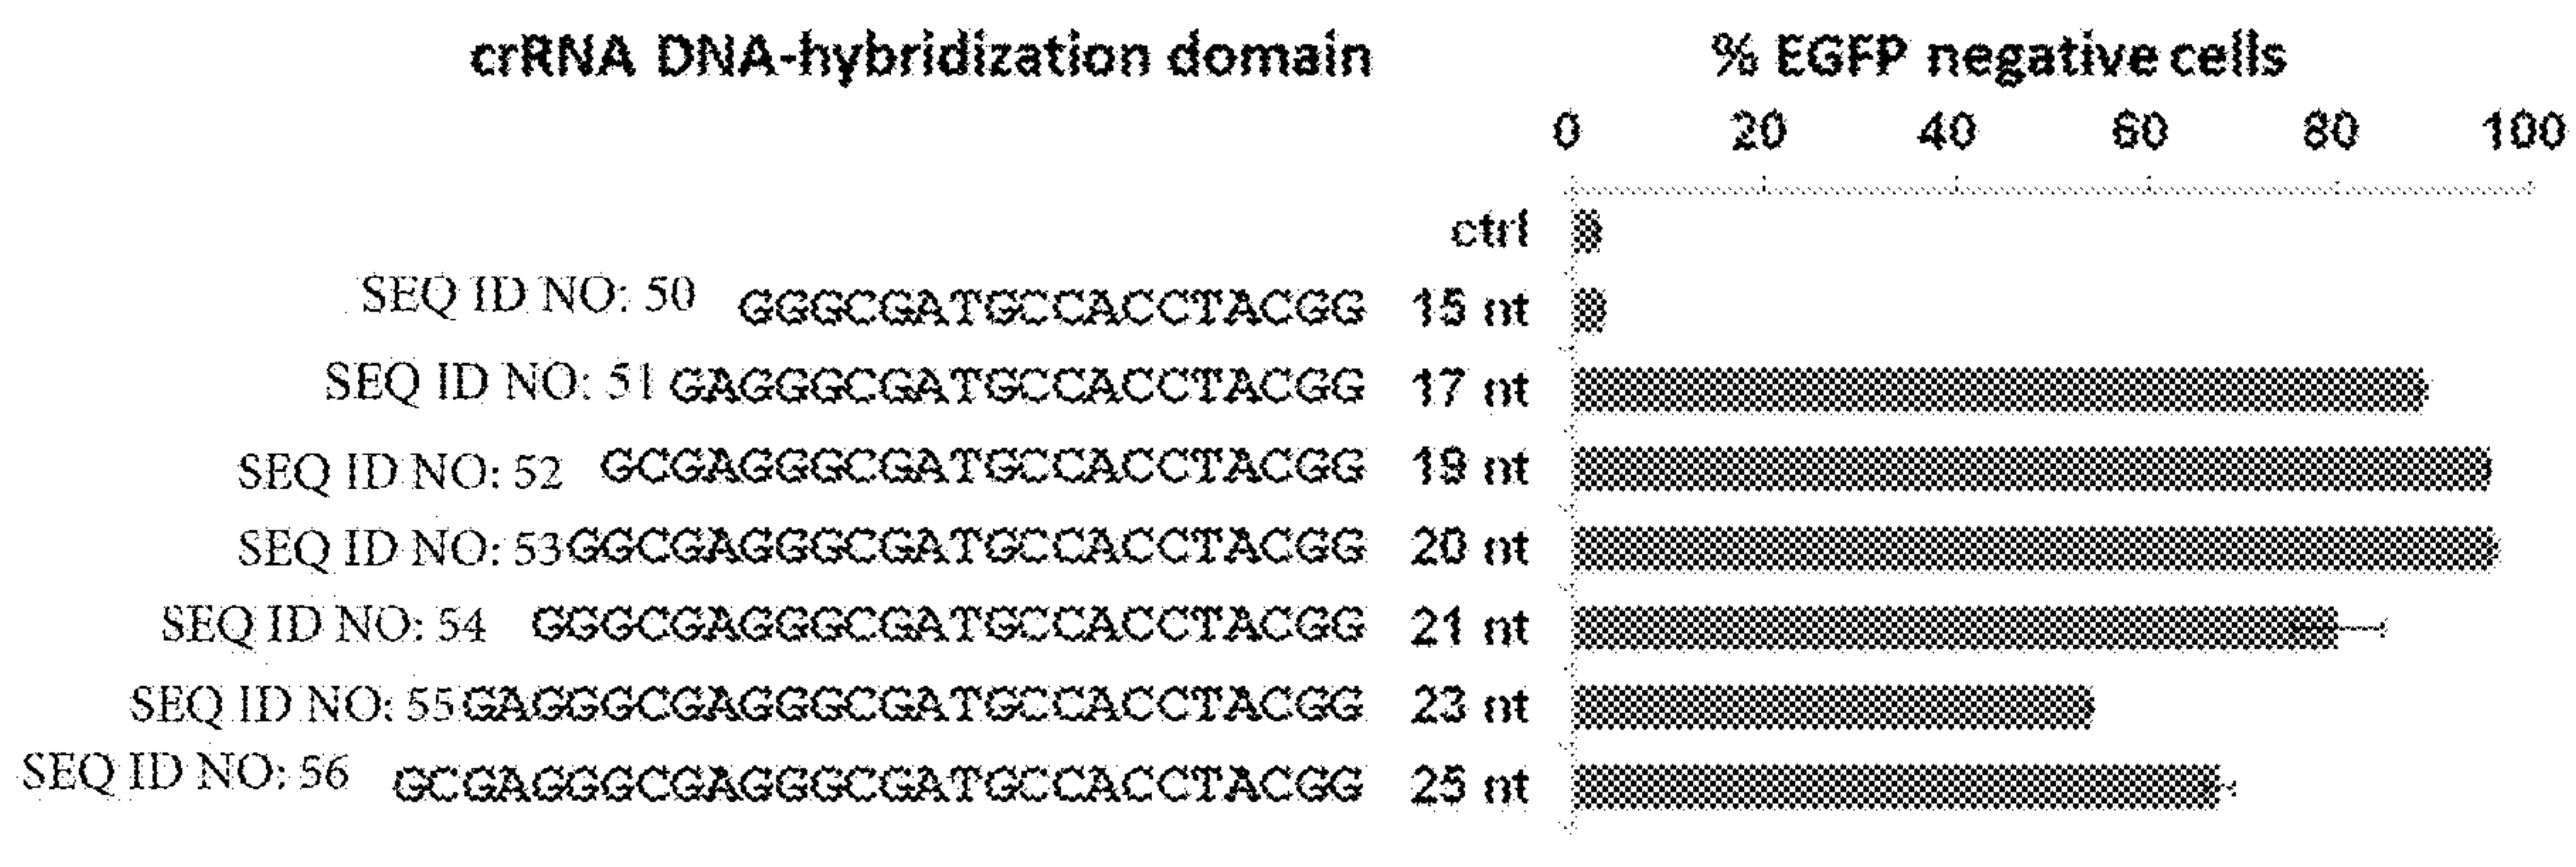 crRNA DNA-hybridization domain % EGFP negative cells
0 20 40 60 80 100
ctrl
SEQ ID NO: 50 GGGCGATGCCACCTACGG 15 nt
SEQ ID NO: 51 GAGGGCGATGCCACCTACGG 17 nt
SEQ ID NO: 52 GCGAGGGCGATGCCACCTACGG 19 nt
SEQ ID NO: 53 GGCGAGGGCGATGCCACCTACGG 20 nt
SEQ ID NO: 54 GGGCGAGGGCGATGCCACCTACGG 21 nt
SEQ ID NO: 55 GAGGGCGAGGGCGATGCCACCTACGG 23 nt
SEQ ID NO: 56 GCGAGGGCGAGGGCGATGCCACCTACGG 25 nt